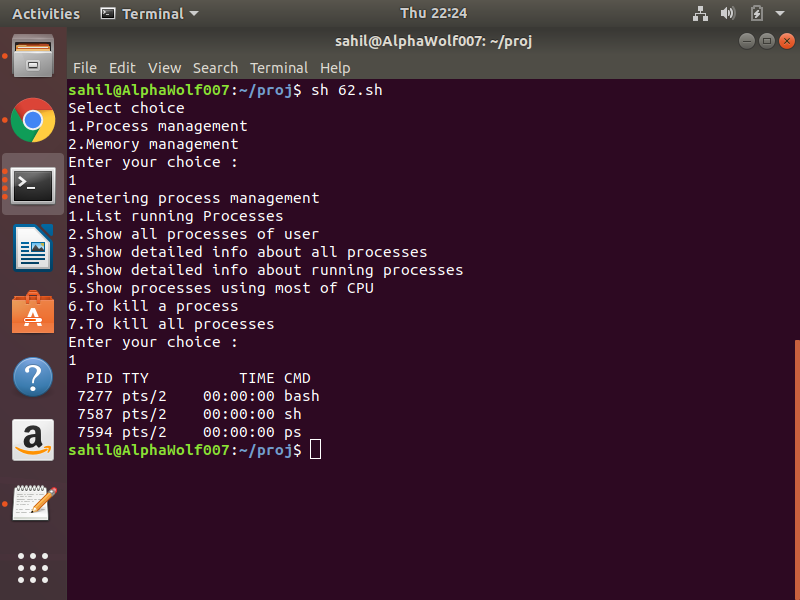 Activities Terminal Thu 22:24
sahil@AlphaWolf007: ~/proj
File Edit View Search Terminal Help
sahil@AlphaWolf007:~/proj$ sh 62.sh
Select choice
1.Process management
2.Memory management
Enter your choice :
1
enetering process management
1.List running Processes
2.Show all processes of user
3.Show detailed info about all processes
4.Show detailed info about running processes
5.Show processes using most of CPU
6.To kill a process
7.To kill all processes
Enter your choice :
1
  PID TTY          TIME CMD
 7277 pts/2    00:00:00 bash
 7587 pts/2    00:00:00 sh
 7594 pts/2    00:00:00 ps
sahil@AlphaWolf007:~/proj$